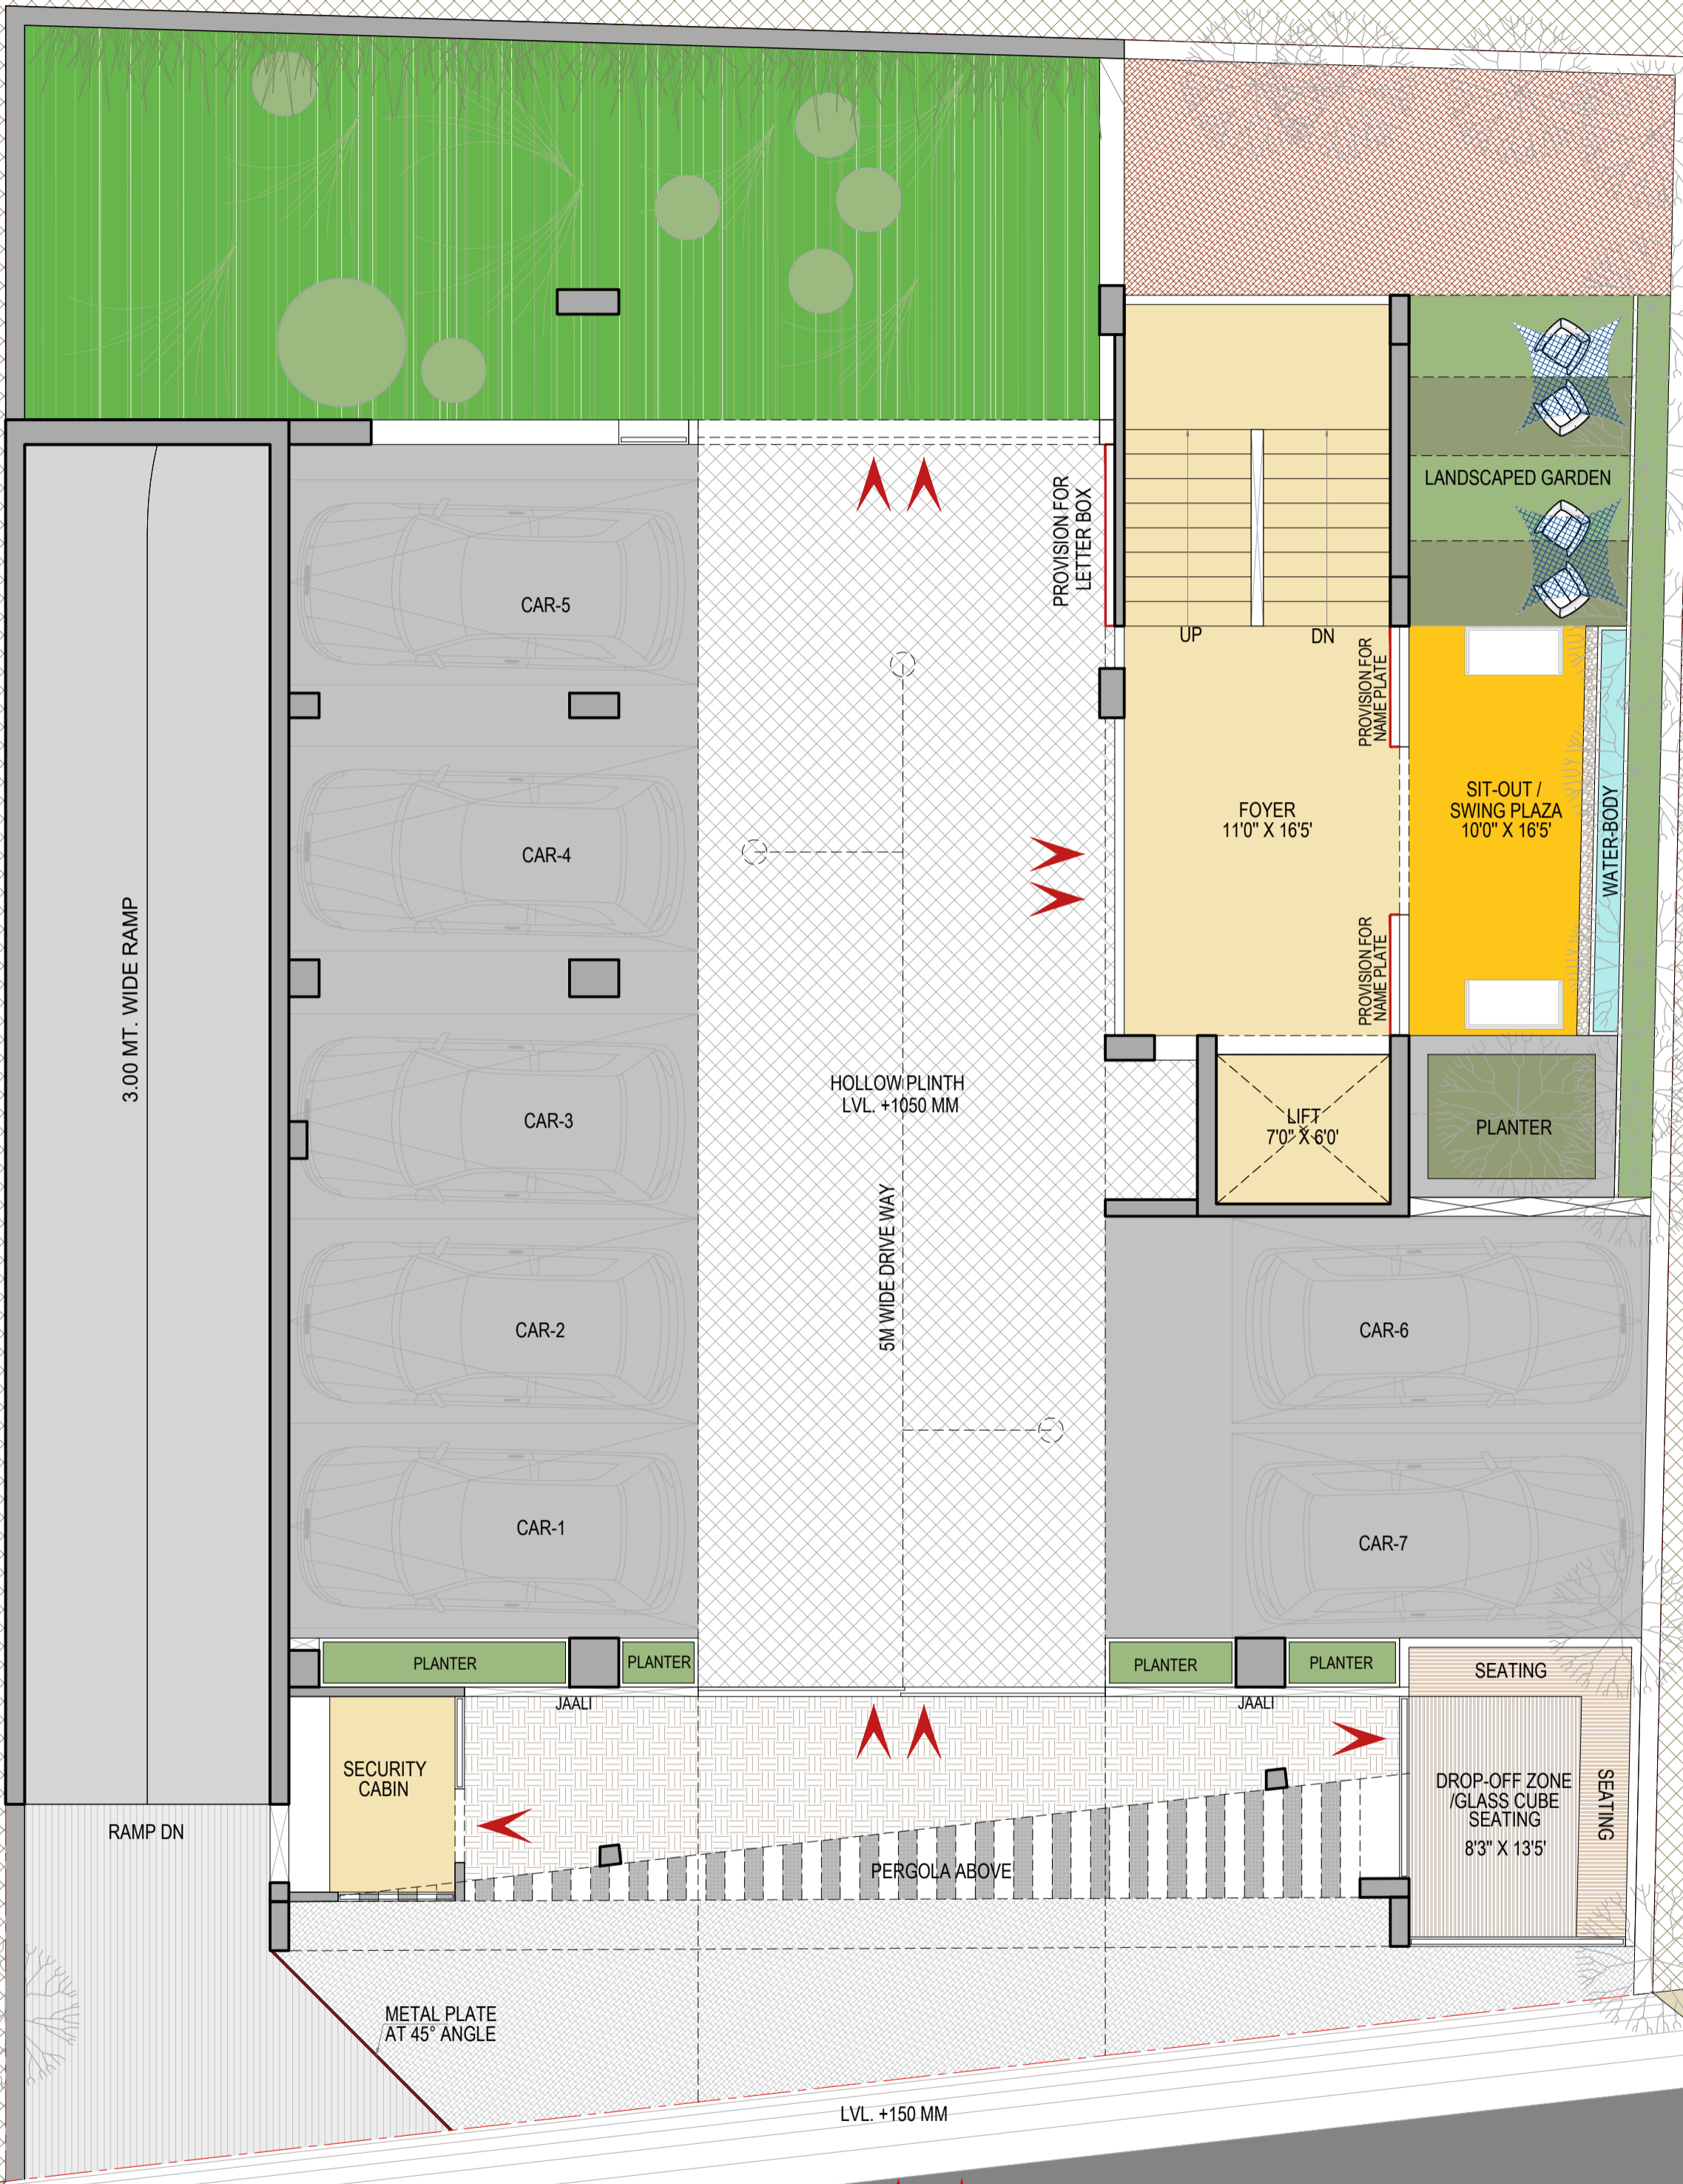 LANDSCAPED GARDEN
PROVISION FOR
LETTER BOX
CAR-5
UP
DN
PROVISION FOR
NAME PLATE
SIT-OUT /
SWING PLAZA
10'0" X 16'5'
WATER-BODY
FOYER
11'0" X 16'5'
CAR-4
PROVISION FOR
NAME PLATE
3.00 MT. WIDE RAMP
HOLLOW PLINTH
LVL. +1050 MM
CAR-3
LIFT
7'0" X 6'0'
PLANTER
5M WIDE DRIVE WAY
CAR-2
CAR-6
CAR-1
CAR-7
PLANTER
PLANTER
PLANTER
PLANTER
SEATING
JAALI
JAALI
SECURITY
CABIN
DROP-OFF ZONE
/GLASS CUBE
SEATING
8'3" X 13'5'
SEATING
RAMP DN
PERGOLA ABOVE
METAL PLATE
AT 45° ANGLE
LVL. +150 MM